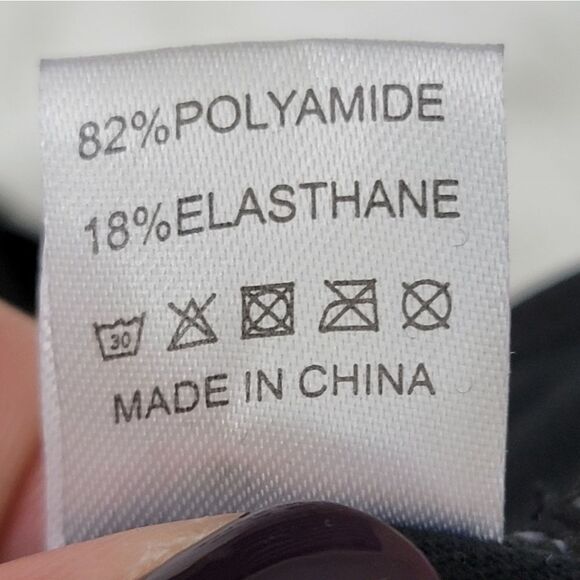 82%POLYAMIDE
18%ELASTHANE
30
MADE IN CHINA